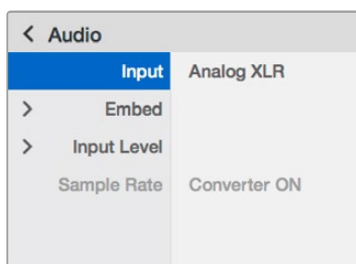 Audio
Input Analog XLR
Embed
Input Level
Sample Rate Converter ON